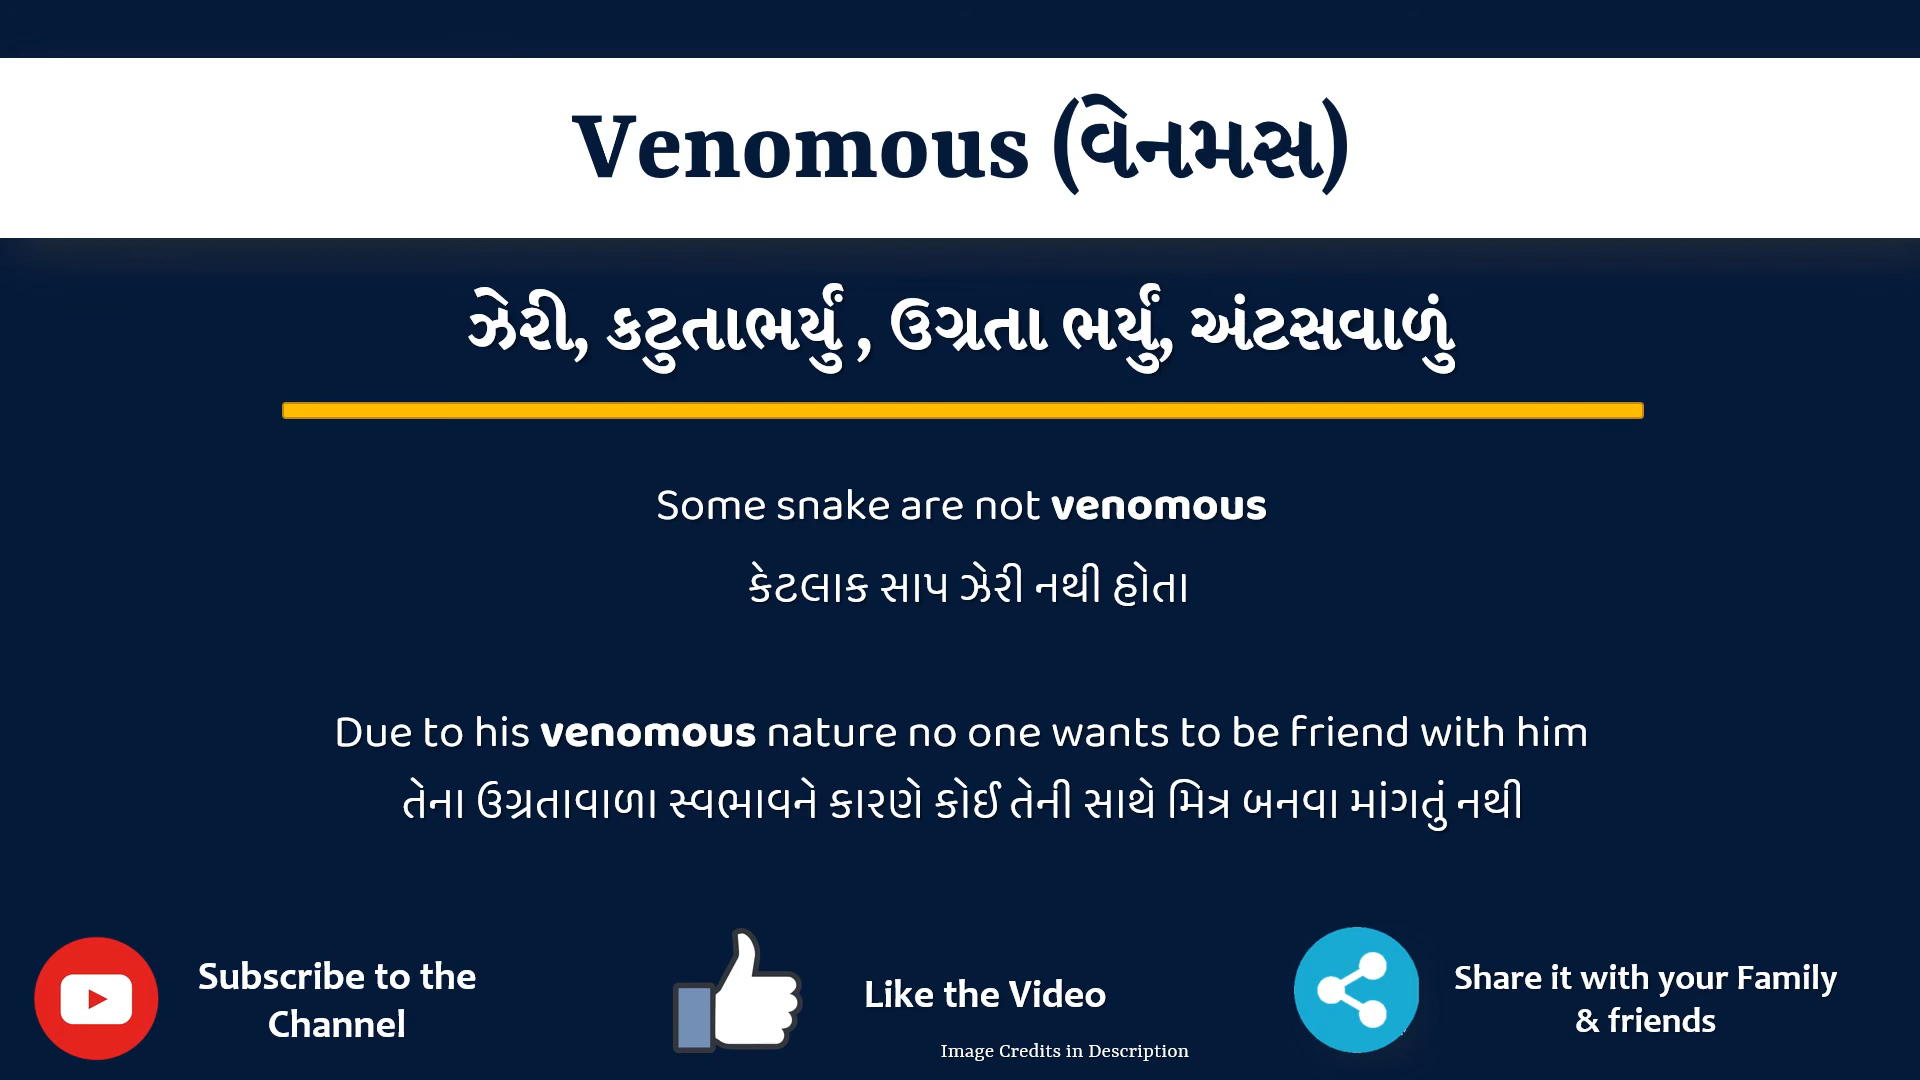 Venomous (વેનમસ)
ઝેરી, કટુતાભર્યું , ઉગ્રતા ભર્યું, અંટસવાળું
Some snake are not venomous
કેટલાક સાપ ઝેરી નથી હોતા
Due to his venomous nature no one wants to be friend with him
તેના ઉગ્રતાવાળા સ્વભાવને કારણે કોઈ તેની સાથે મિત્ર બનવા માંગતું નથી
Subscribe to the
Channel
Like the Video
Share it with your Family
& friends
Image Credits in Description